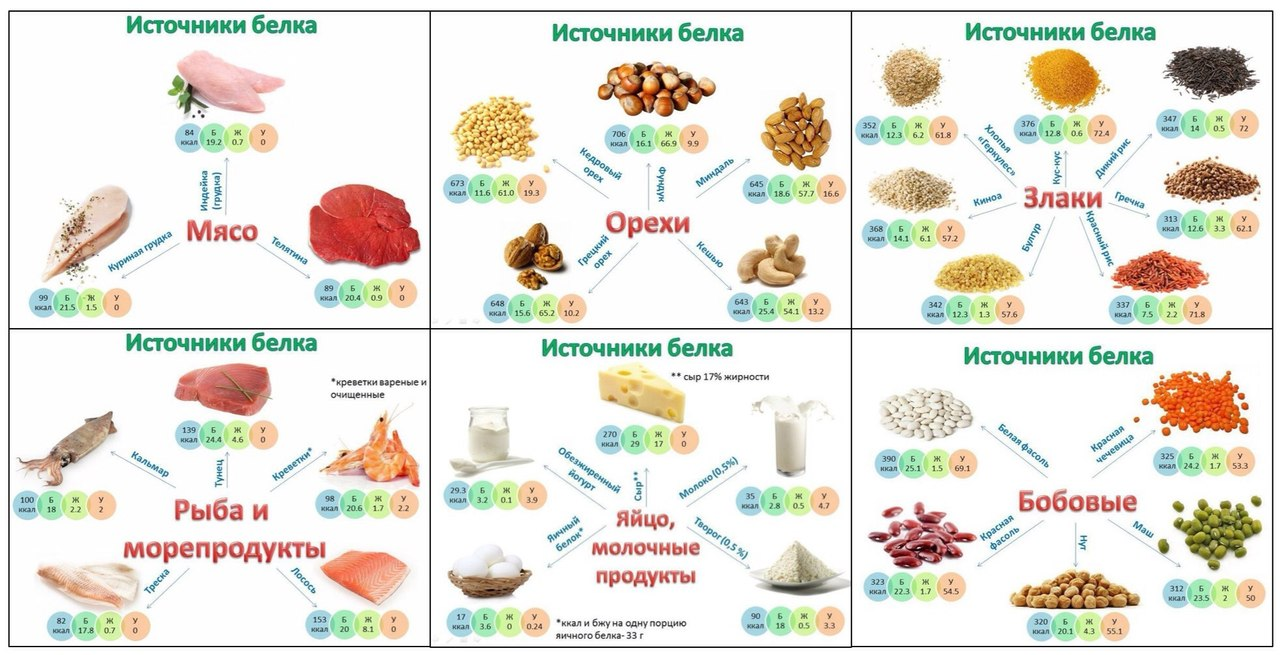 Источники белка
84
ккал
Б
19.2
Ж
0.7
У
0
Индейка
(грудка)
Мясо
Куриная грудка
Телятина
99
ккал
Б
21.5
Ж
1.5
У
0
89
ккал
Б
20.4
Ж
0.9
У
0
Источники белка
706
ккал
Б
16.1
Ж
66.9
У
9.9
673
ккал
Б
11.6
Ж
61.0
У
19.3
Кедровый
орех
Фундук
Миндаль
645
ккал
Б
18.6
Ж
57.7
У
16.6
Орехи
Грецкий
орех
Кешью
648
ккал
Б
15.6
Ж
65.2
У
10.2
643
ккал
Б
25.4
Ж
54.1
У
13.2
Источники белка
352
ккал
Б
12.3
Ж
6.2
У
61.8
376
ккал
Б
12.8
Ж
0.6
У
72.4
347
ккал
Б
14
Ж
0.5
У
72
Хлопья
«Геркулес»
Кус-кус
Дикий рис
Злаки
Киноа
Гречка
368
ккал
Б
14.1
Ж
6.1
У
57.2
313
ккал
Б
12.6
Ж
3.3
У
62.1
Булгур
Красный рис
342
ккал
Б
12.3
Ж
1.3
У
57.6
337
ккал
Б
7.5
Ж
2.2
У
71.8
Источники белка
*креветки вареные и
очищенные
139
ккал
Б
24.4
Ж
4.6
У
0
Кальмар
Тунец
Креветки*
100
ккал
Б
18
Ж
2.2
У
2
98
ккал
Б
20.6
Ж
1.7
У
2.2
Рыба и
морепродукты
Треска
Лосось
82
ккал
Б
17.8
Ж
0.7
У
0
153
ккал
Б
20
Ж
8.1
У
0
Источники белка
** сыр 17% жирности
270
ккал
Б
29
Ж
17
У
0
Обезжиренный
йогурт
Сыр**
Молоко (0.5%)
29.3
ккал
Б
3.2
Ж
0.1
У
3.9
35
ккал
Б
2.8
Ж
0.5
У
4.7
Яйцо,
молочные
продукты
Яичный
белок*
Творог (0,5 %)
17
ккал
Б
3.6
Ж
0
У
0.24
*ккал и бжу на одну порцию
яичного белка- 33 г
90
ккал
Б
18
Ж
0.5
У
3.3
Источники белка
Белая фасоль
Красная
чечевица
390
ккал
Б
25.1
Ж
1.5
У
69.1
325
ккал
Б
24.2
Ж
1.7
У
53.3
Бобовые
Красная
фасоль
Нут
Маш
323
ккал
Б
22.3
Ж
1.7
У
54.5
312
ккал
Б
23.5
Ж
2
У
50
320
ккал
Б
20.1
Ж
4.3
У
55.1